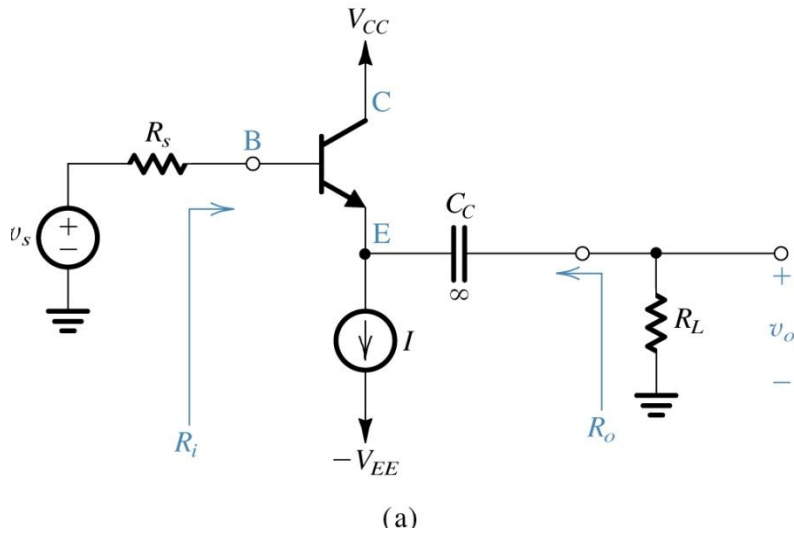 V_CC
C
R_s
B
v_s
+
−
E
C_C
∞
I
R_L
+
v_o
−
R_i
R_o
−V_EE
(a)